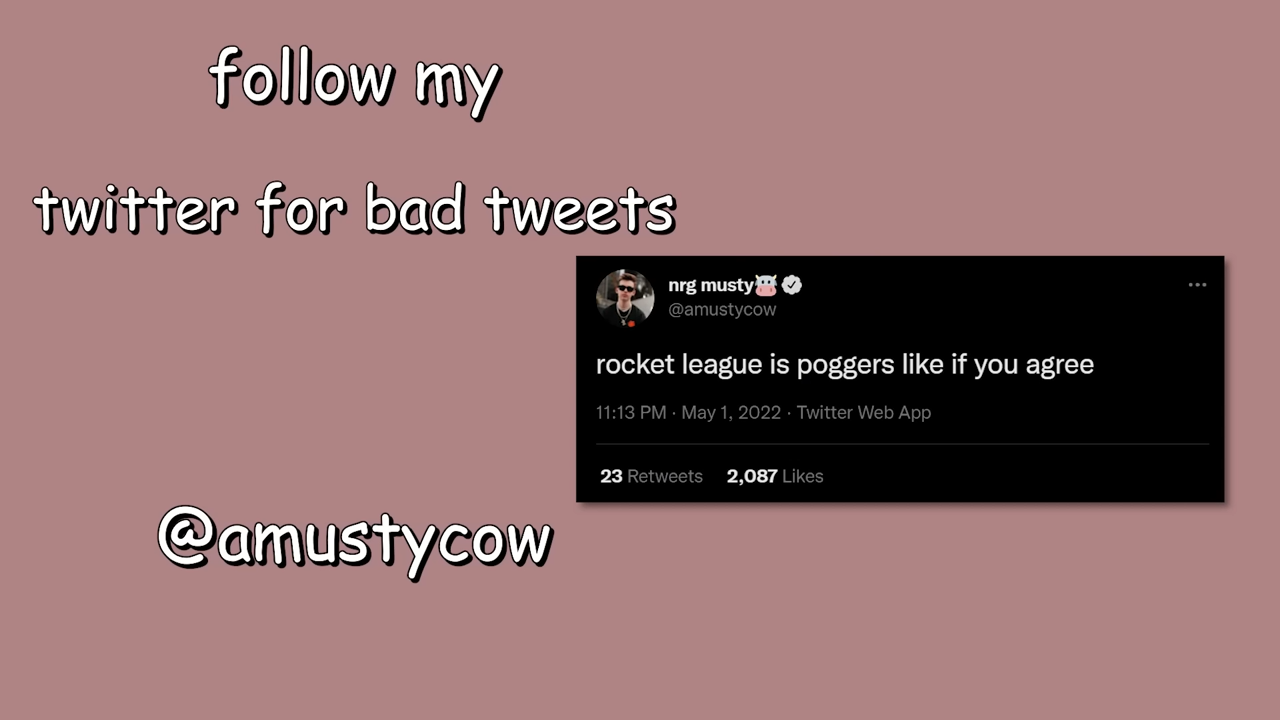 follow my
twitter for bad tweets
nrg musty🐮
@amustycow
rocket league is poggers like if you agree
11:13 PM · May 1, 2022 · Twitter Web App
23 Retweets 2,087 Likes
@amustycow